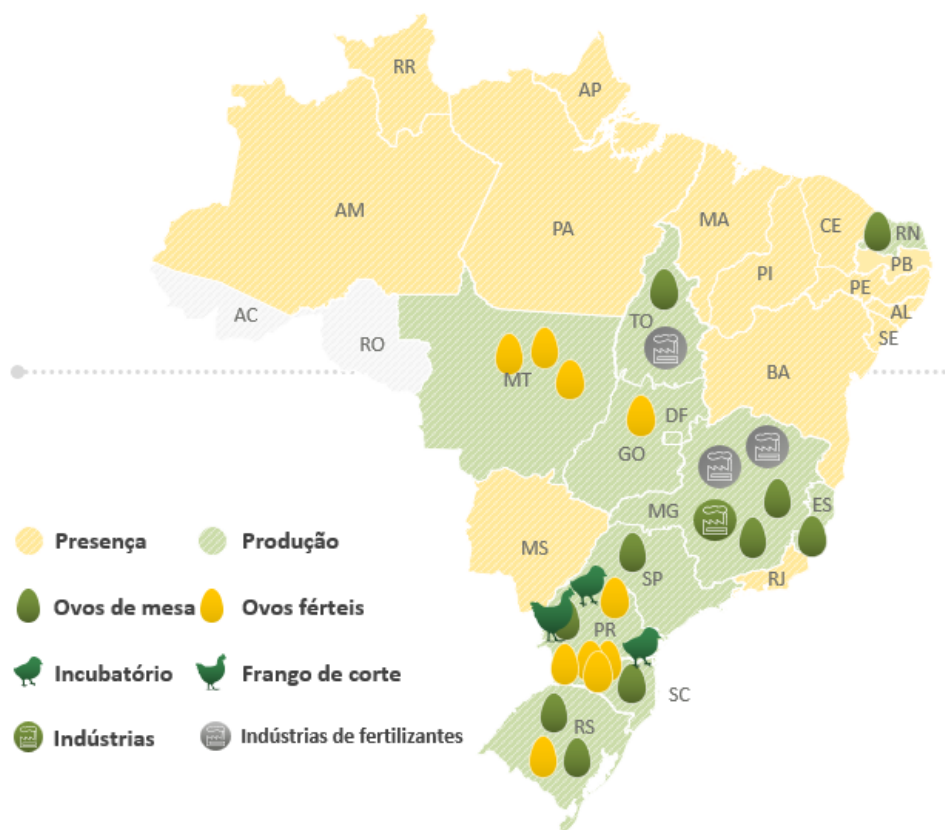 RR
AP
AM
PA
MA
CE
RN
PB
PI
PE
AL
SE
TO
AC
RO
MT
BA
DF
GO
MG
ES
MS
SP
RJ
PR
SC
RS
Presença
Produção
Ovos de mesa
Ovos férteis
Incubatório
Frango de corte
Indústrias
Indústrias de fertilizantes